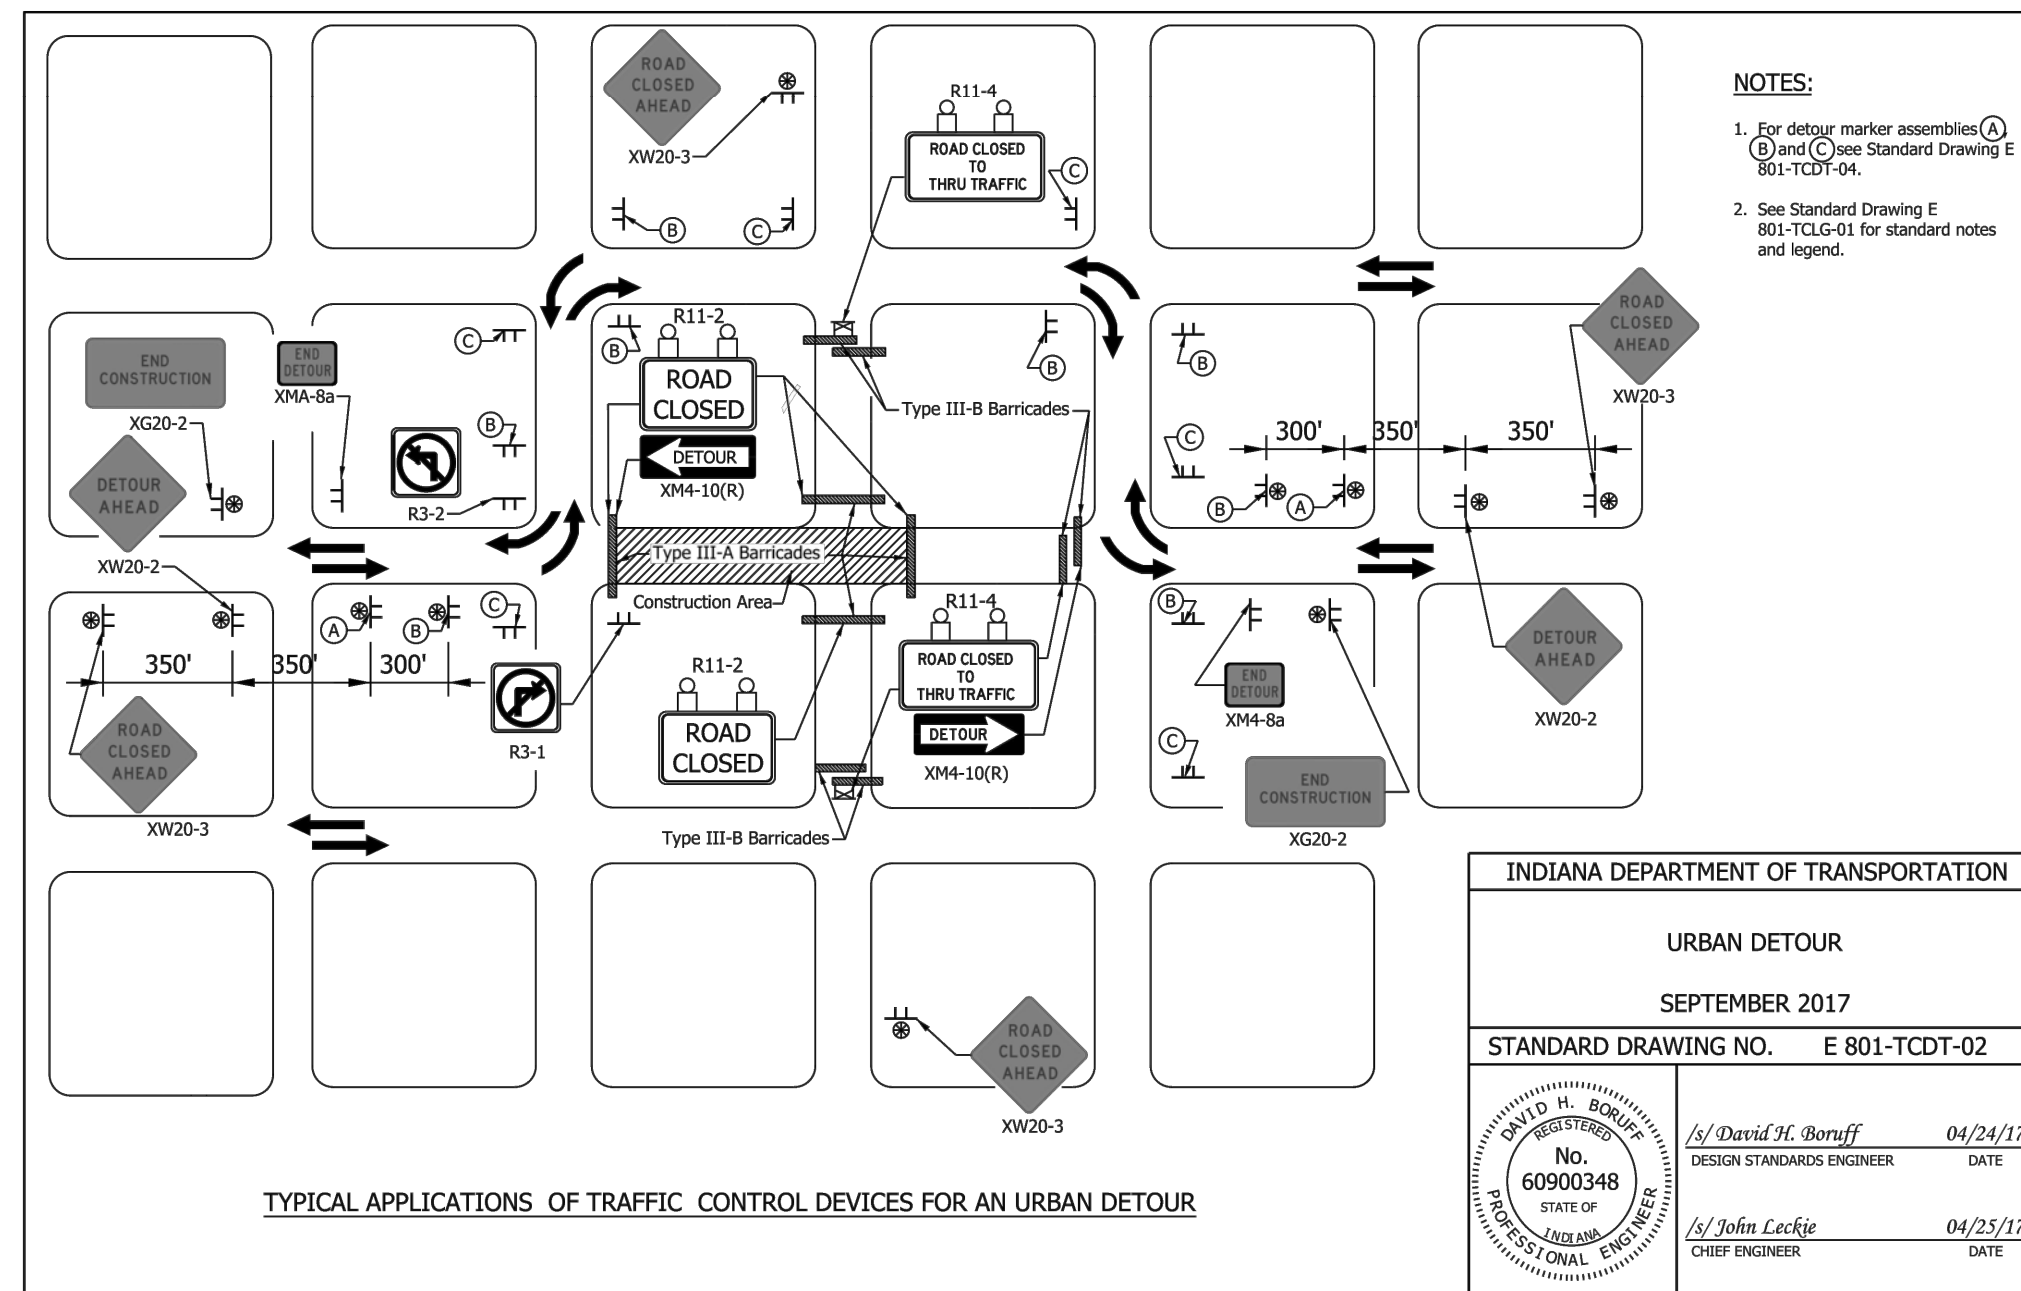 ROAD
CLOSED
AHEAD
XW20-3
R11-4
ROAD CLOSED
TO
THRU TRAFFIC
C
B
C
NOTES:
1. For detour marker assemblies A,
B and C see Standard Drawing E
801-TCDT-04.
2. See Standard Drawing E
801-TCLG-01 for standard notes
and legend.
END
CONSTRUCTION
XG20-2
DETOUR
AHEAD
XW20-2
END
DETOUR
XMA-8a
C
B
R3-2
R11-2
B
ROAD
CLOSED
DETOUR
XM4-10(R)
B
Type III-B Barricades
B
C
300'
350'
350'
B
A
ROAD
CLOSED
AHEAD
XW20-3
Type III-A Barricades
Construction Area
A
B
C
350'
350'
300'
ROAD
CLOSED
AHEAD
XW20-3
R3-1
R11-2
ROAD
CLOSED
R11-4
ROAD CLOSED
TO
THRU TRAFFIC
DETOUR
XM4-10(R)
Type III-B Barricades
B
END
DETOUR
XM4-8a
C
END
CONSTRUCTION
XG20-2
DETOUR
AHEAD
XW20-2
ROAD
CLOSED
AHEAD
XW20-3
TYPICAL APPLICATIONS OF TRAFFIC CONTROL DEVICES FOR AN URBAN DETOUR
INDIANA DEPARTMENT OF TRANSPORTATION
URBAN DETOUR
SEPTEMBER 2017
STANDARD DRAWING NO. E 801-TCDT-02
DAVID H. BORUFF
REGISTERED
No.
60900348
STATE OF
INDIANA
PROFESSIONAL ENGINEER
/s/ David H. Boruff 04/24/17
DESIGN STANDARDS ENGINEER DATE
/s/ John Leckie 04/25/17
CHIEF ENGINEER DATE